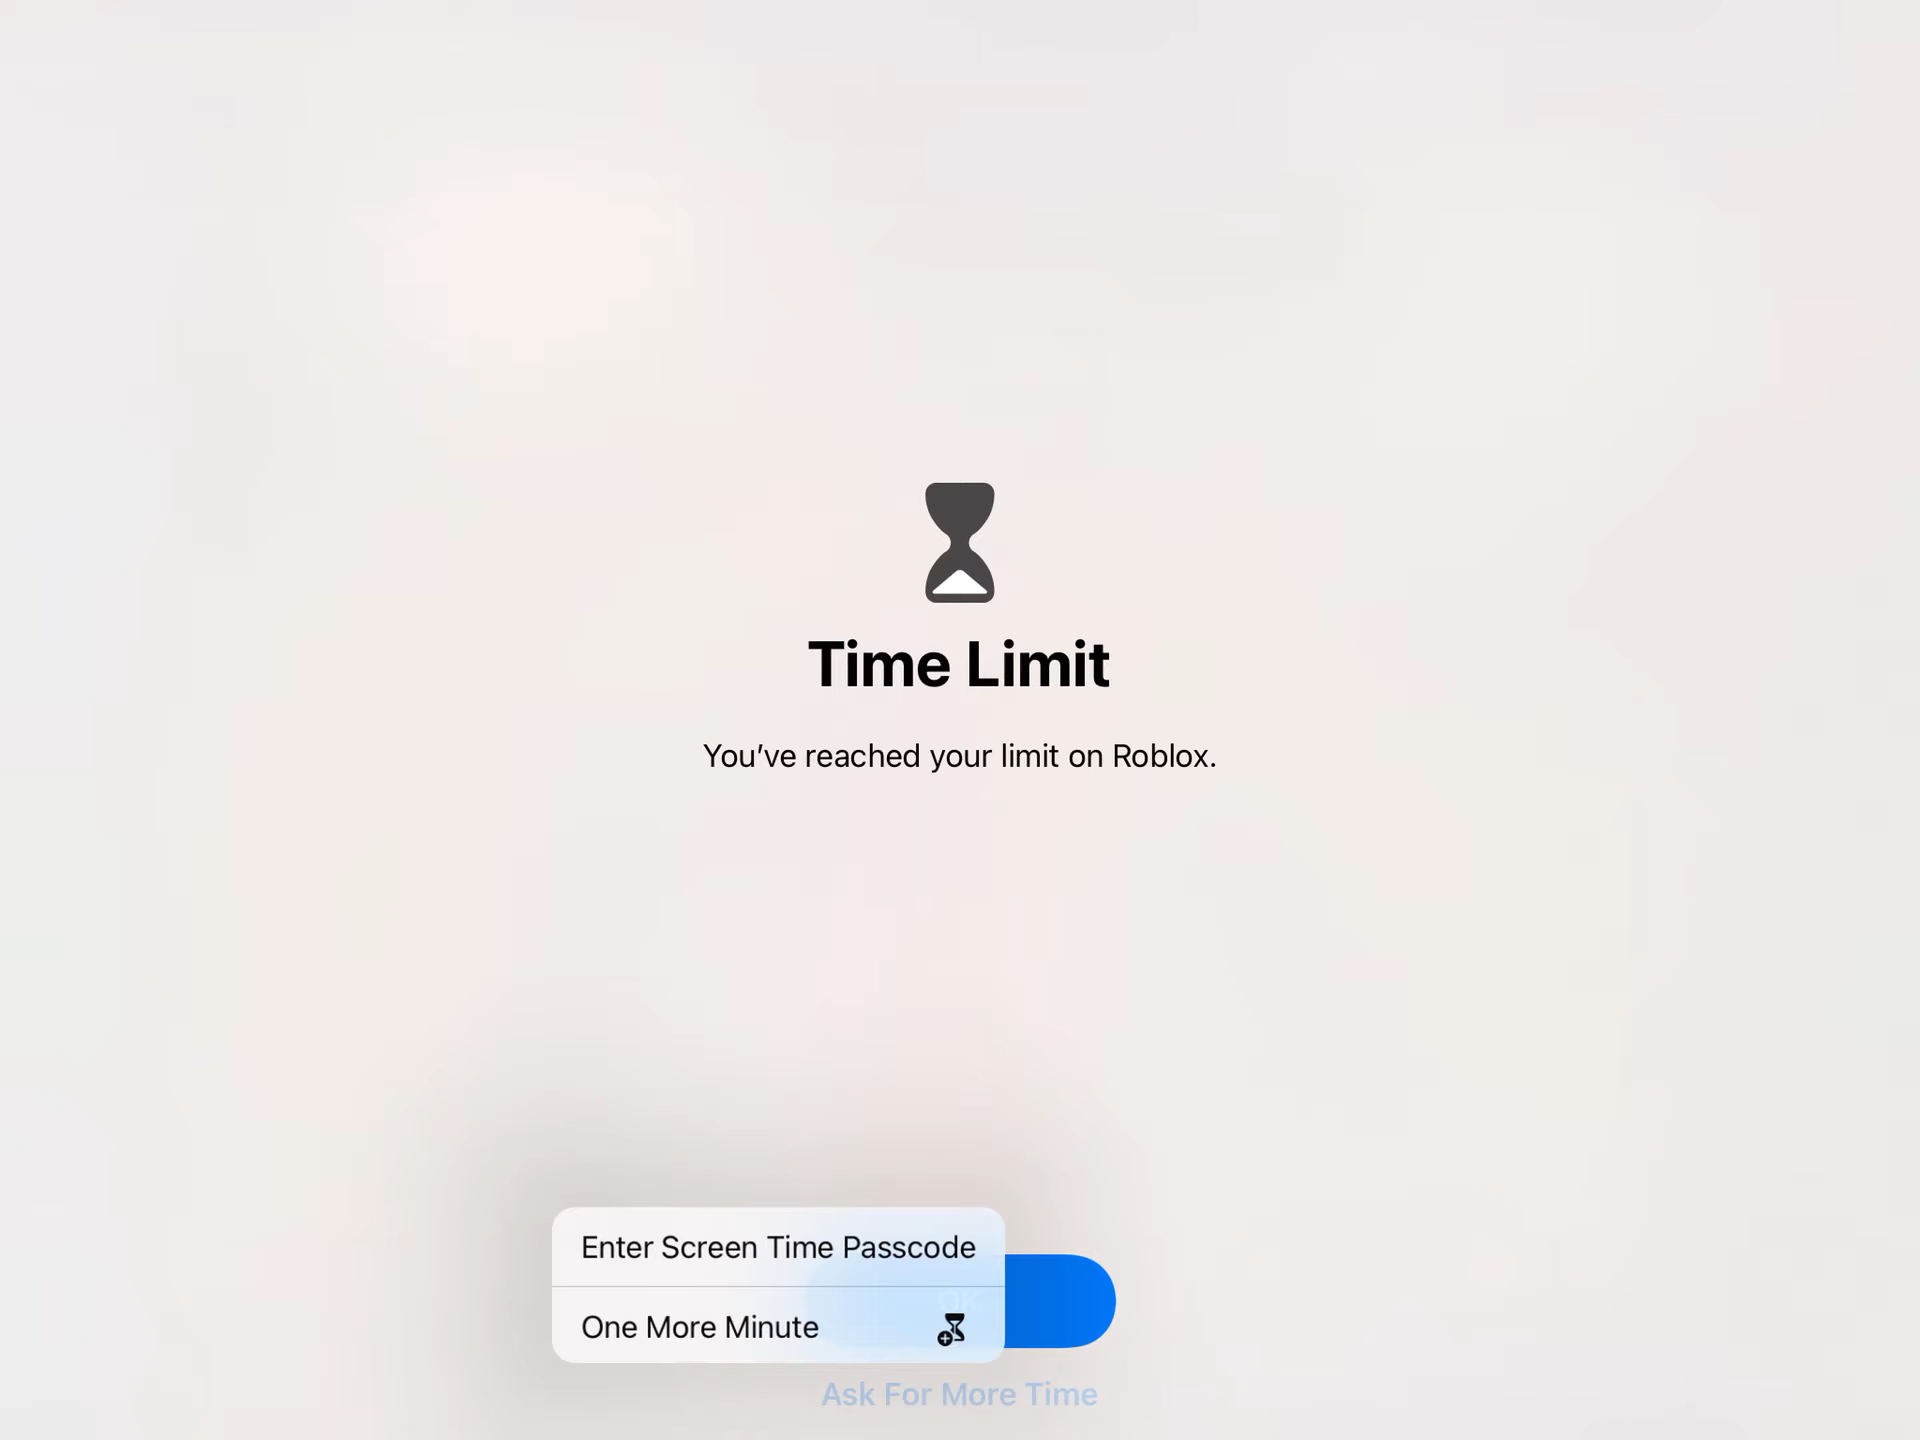 Time Limit
You’ve reached your limit on Roblox.
Enter Screen Time Passcode
OK
One More Minute
Ask For More Time